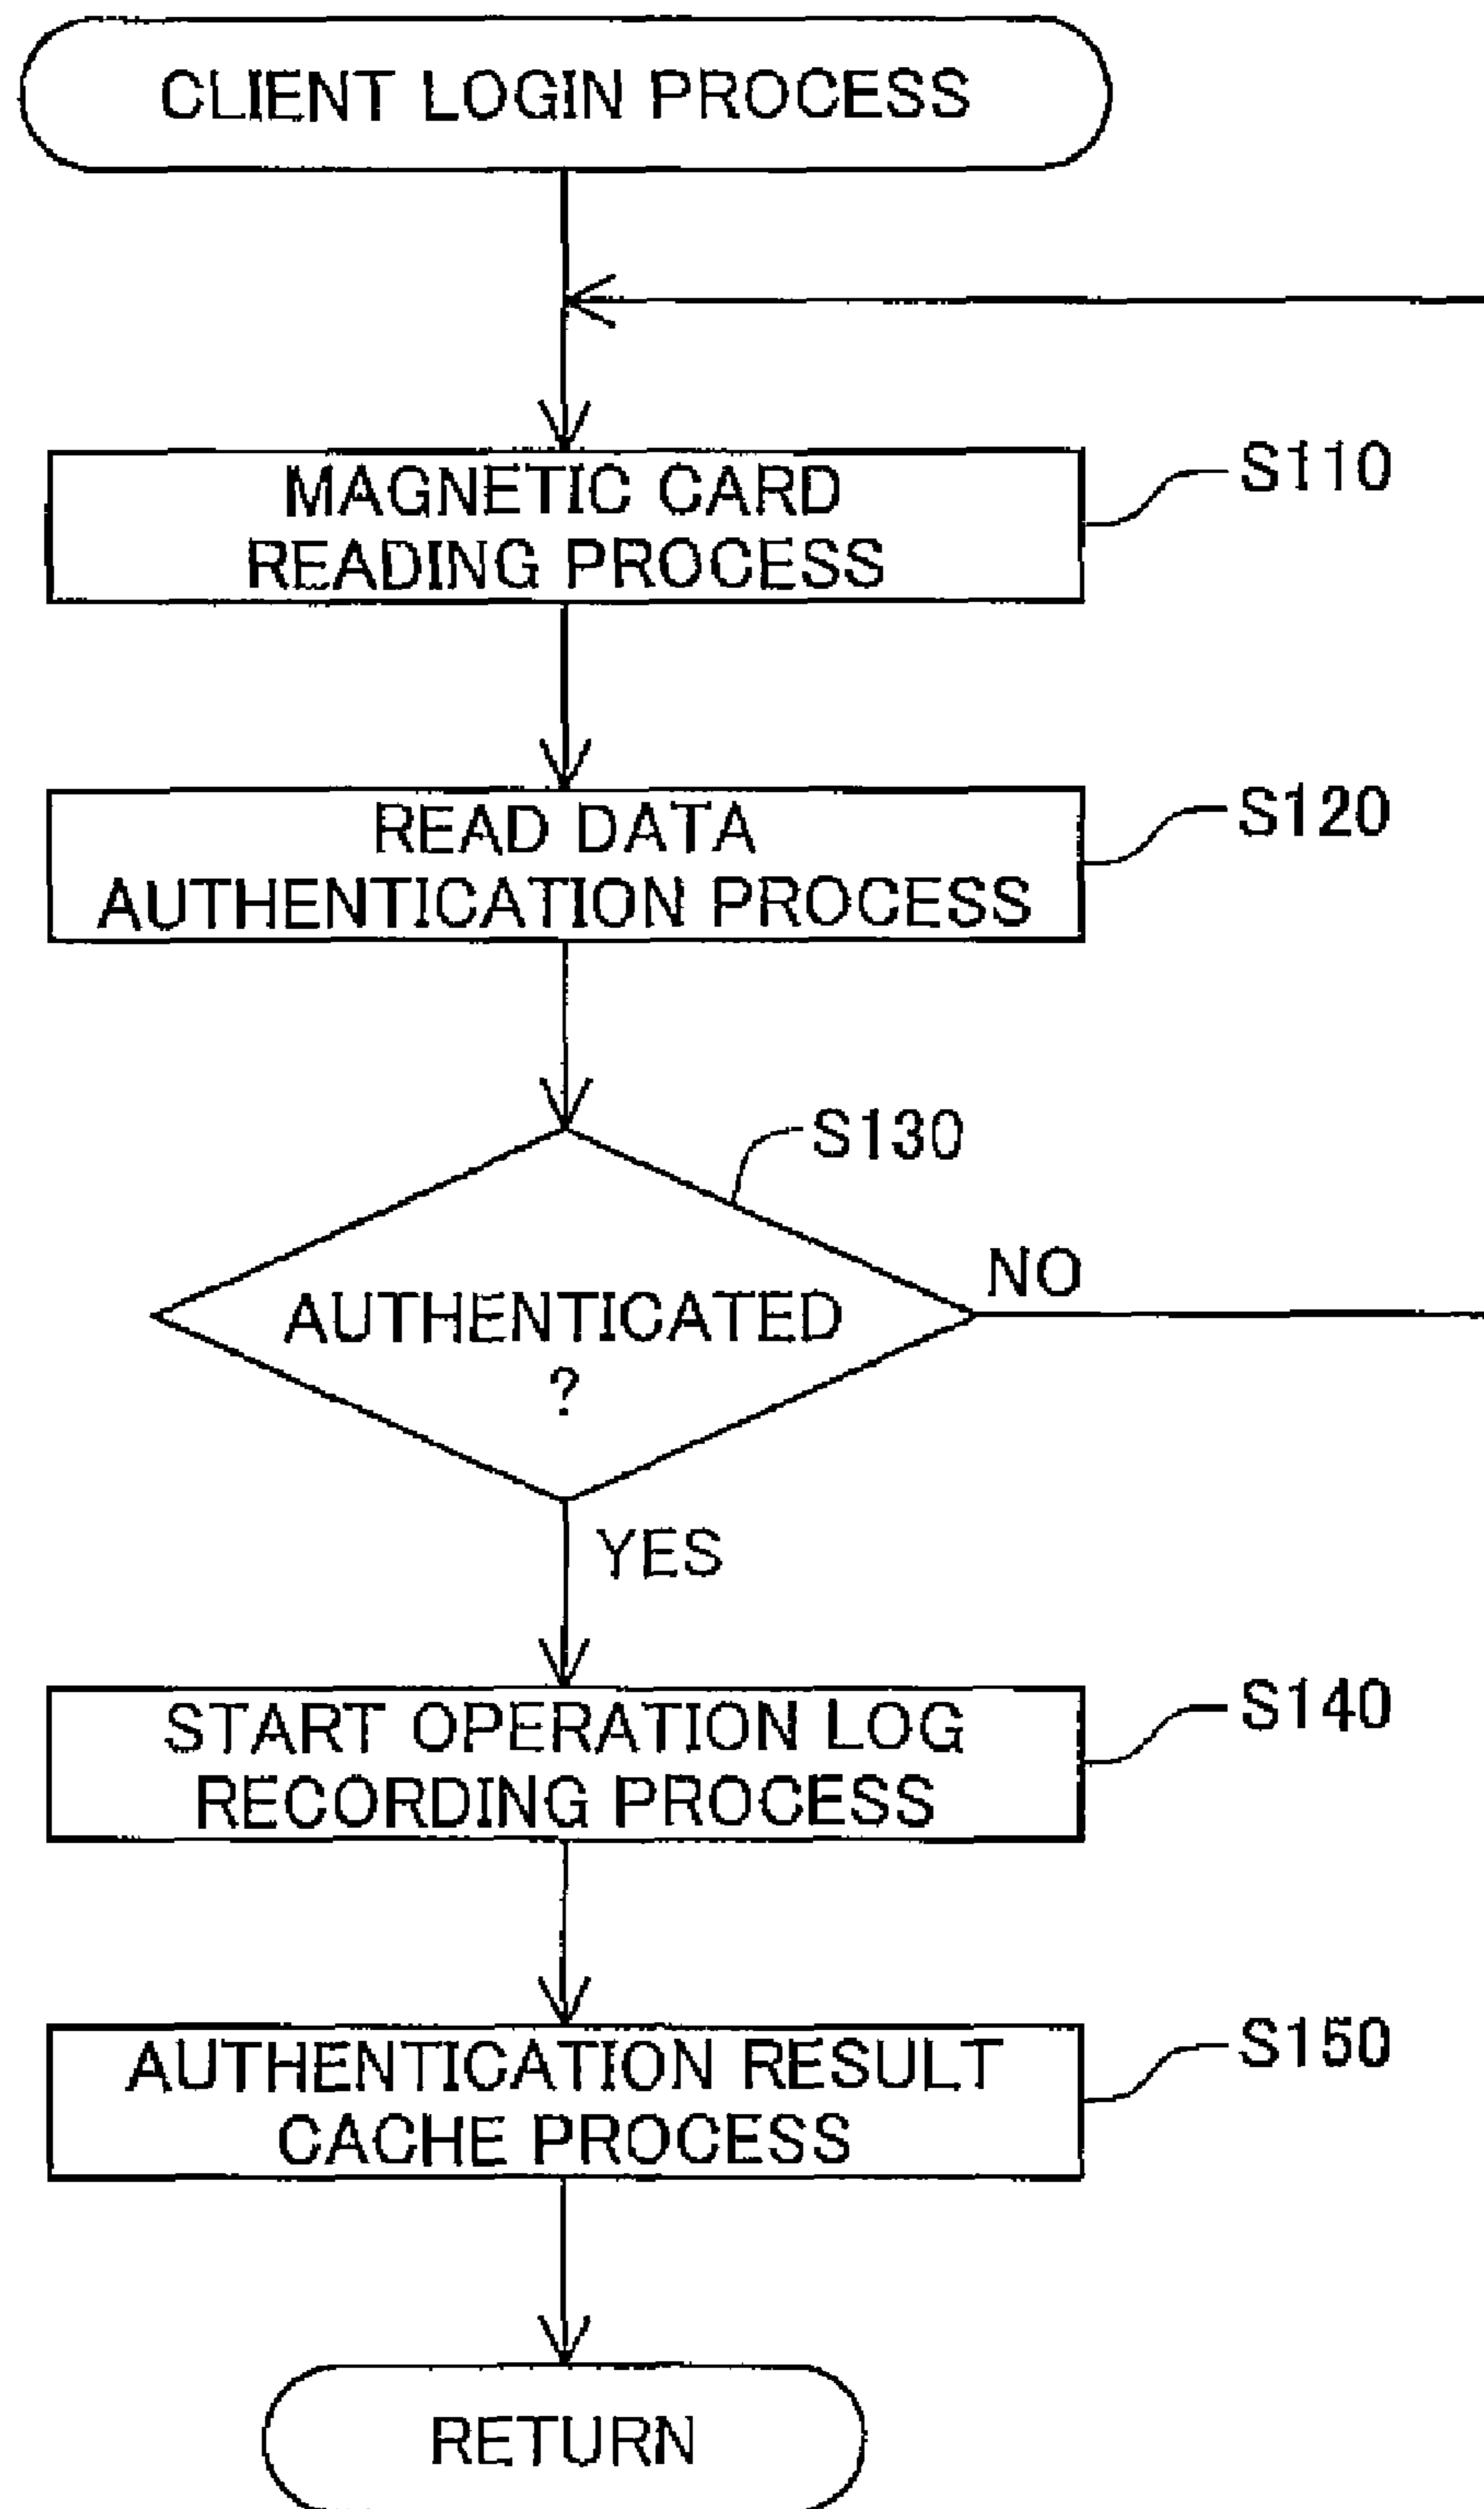 CLIENT LOGIN PROCESS
MAGNETIC CARD
READING PROCESS
S110
READ DATA
AUTHENTICATION PROCESS
S120
S130
AUTHENTICATED
?
NO
YES
START OPERATION LOG
RECORDING PROCESS
S140
AUTHENTICATION RESULT
CACHE PROCESS
S150
RETURN